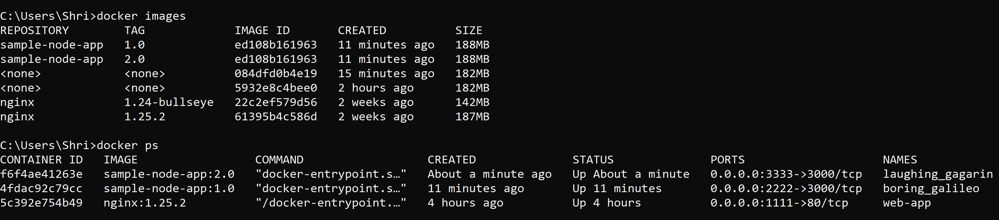 C:\Users\Shri>docker images
REPOSITORY        TAG             IMAGE ID       CREATED          SIZE
sample-node-app   1.0             ed108b161963   11 minutes ago   188MB
sample-node-app   2.0             ed108b161963   11 minutes ago   188MB
<none>            <none>          084dfd0b4e19   15 minutes ago   182MB
<none>            <none>          5932e8c4bee0   2 hours ago      182MB
nginx             1.24-bullseye   22c2ef579d56   2 weeks ago      142MB
nginx             1.25.2          61395b4c586d   2 weeks ago      187MB
C:\Users\Shri>docker ps
CONTAINER ID   IMAGE                 COMMAND                  CREATED              STATUS              PORTS                    NAMES
f6f4ae41263e   sample-node-app:2.0   "docker-entrypoint.s…"   About a minute ago   Up About a minute   0.0.0.0:3333->3000/tcp   laughing_gagarin
4fdac92c79cc   sample-node-app:1.0   "docker-entrypoint.s…"   11 minutes ago       Up 11 minutes       0.0.0.0:2222->3000/tcp   boring_galileo
5c392e754b49   nginx:1.25.2          "/docker-entrypoint.…"   4 hours ago          Up 4 hours          0.0.0.0:1111->80/tcp     web-app